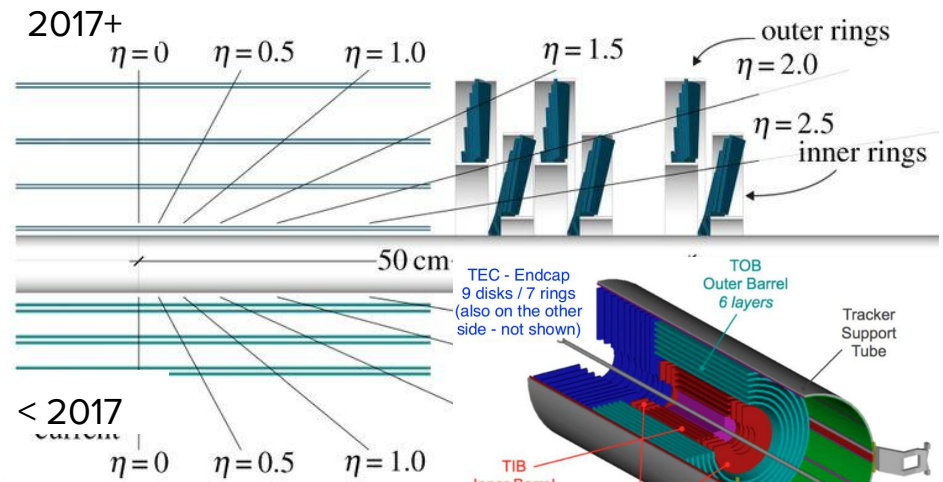 2017+
η = 0
η = 0.5
η = 1.0
η = 1.5
outer rings
η = 2.0
η = 2.5
inner rings
50 cm
TEC - Endcap
9 disks / 7 rings
(also on the other
side - not shown)
TOB
Outer Barrel
6 layers
Tracker
Support
Tube
< 2017
η = 0
η = 0.5
η = 1.0
TIB